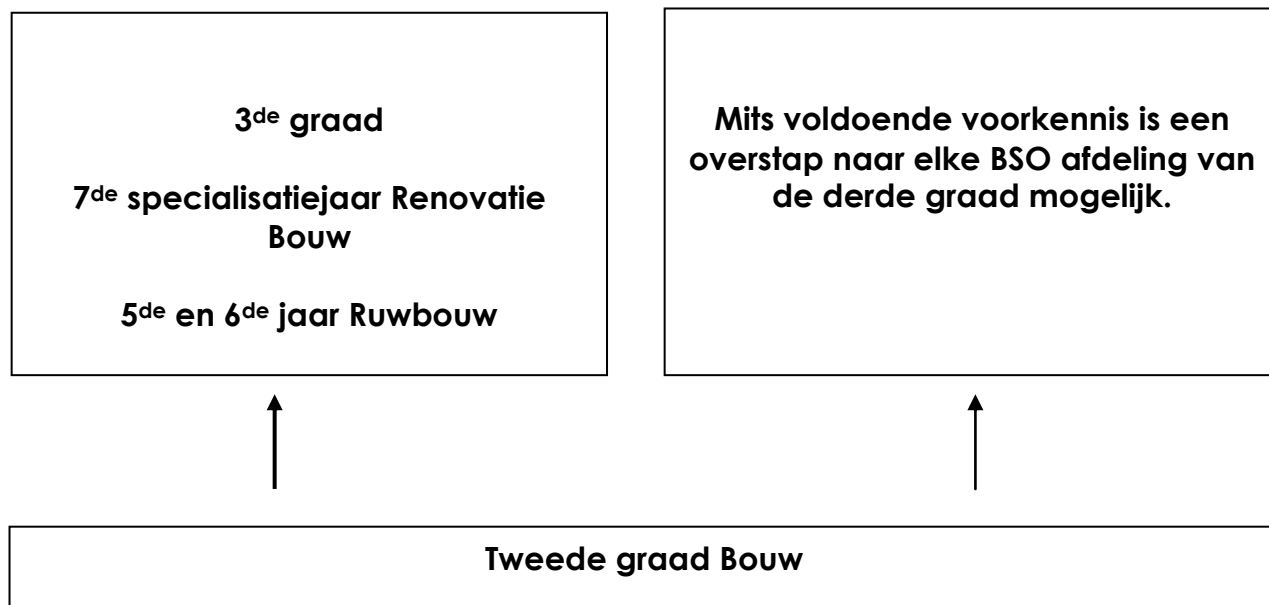 3de graad
7de specialisatiejaar Renovatie
Bouw
5de en 6de jaar Ruwbouw
Mits voldoende voorkennis is een
overstap naar elke BSO afdeling van
de derde graad mogelijk.
Tweede graad Bouw